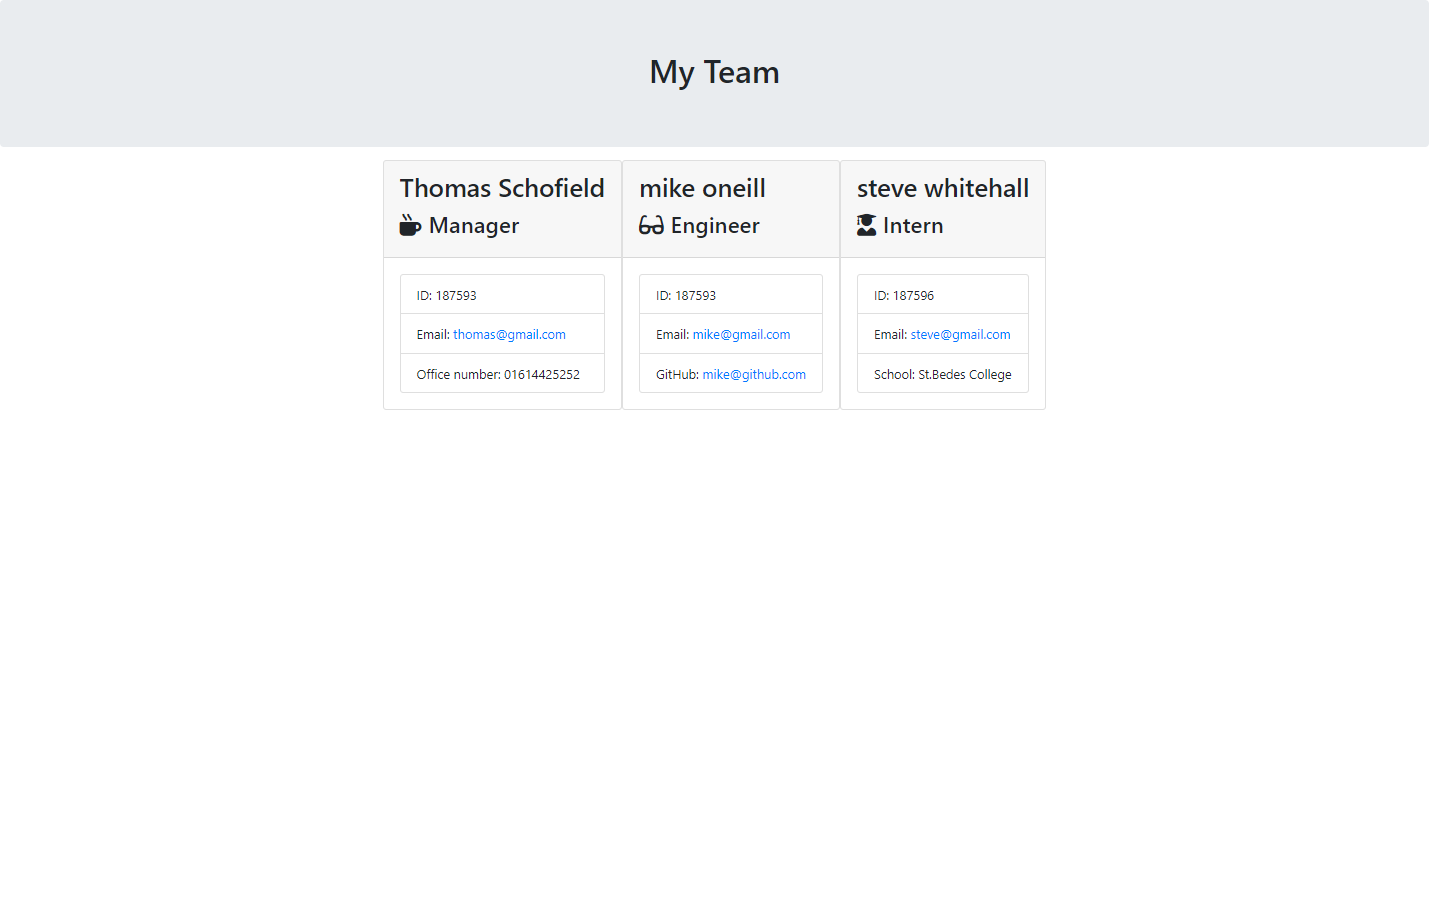 My Team
Thomas Schofield
Manager
ID: 187593
Email: thomas@gmail.com
Office number: 01614425252
mike oneill
Engineer
ID: 187593
Email: mike@gmail.com
GitHub: mike@github.com
steve whitehall
Intern
ID: 187596
Email: steve@gmail.com
School: St.Bedes College